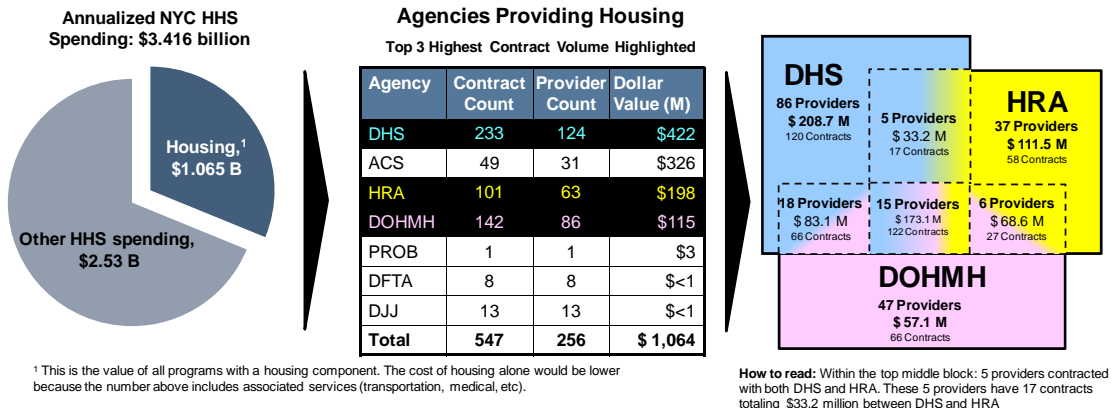 Annualized NYC HHS
Spending: $3.416 billion
Housing,1
$1.065 B
Other HHS spending,
$2.53 B
Agencies Providing Housing
Top 3 Highest Contract Volume Highlighted
Agency Contract Count Provider Count Dollar Value (M)
DHS 233 124 $422
ACS 49 31 $326
HRA 101 63 $198
DOHMH 142 86 $115
PROB 1 1 $3
DFTA 8 8 $<1
DJJ 13 13 $<1
Total 547 256 $ 1,064
DHS
86 Providers
$ 208.7 M
120 Contracts
5 Providers
$ 33.2 M
17 Contracts
HRA
37 Providers
$ 111.5 M
58 Contracts
18 Providers
$ 83.1 M
66 Contracts
15 Providers
$ 173.1 M
122 Contracts
6 Providers
$ 68.6 M
27 Contracts
DOHMH
47 Providers
$ 57.1 M
66 Contracts
1 This is the value of all programs with a housing component. The cost of housing alone would be lower
because the number above includes associated services (transportation, medical, etc).
How to read: Within the top middle block: 5 providers contracted
with both DHS and HRA. These 5 providers have 17 contracts
totaling $33.2 million between DHS and HRA